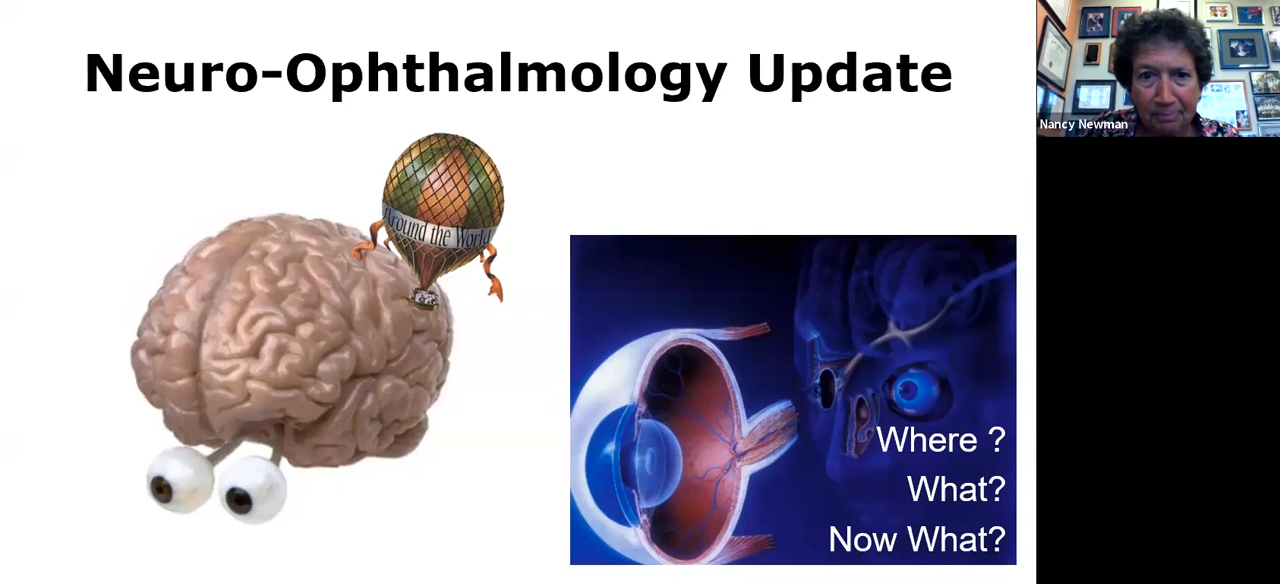 Neuro-Ophthalmology Update
Around the World
Where ?
What?
Now What?
Nancy Newman